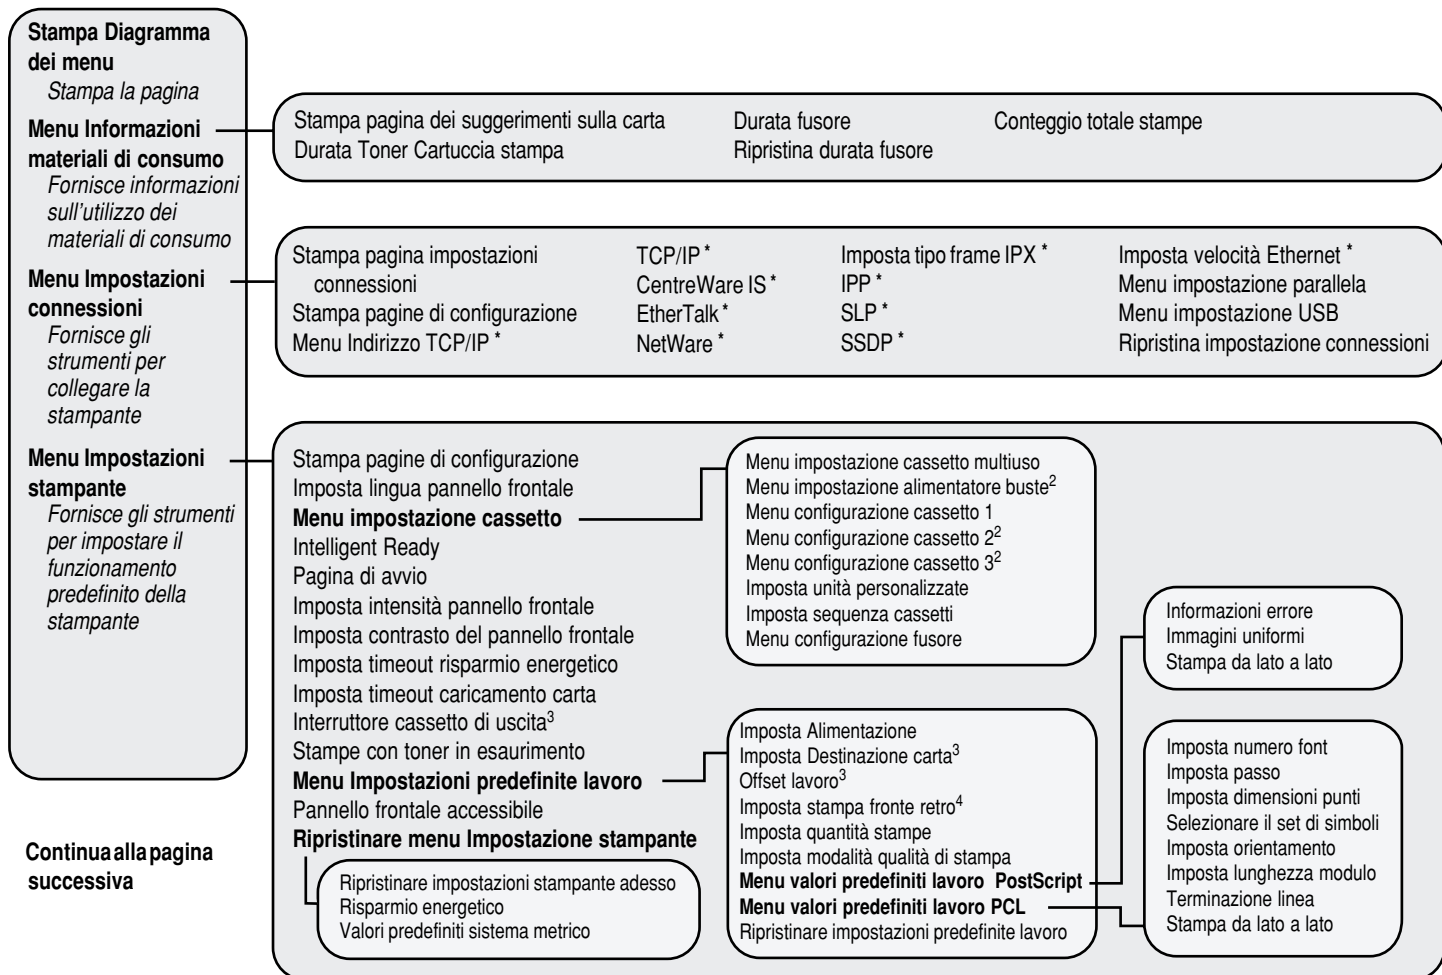 Stampa Diagramma
dei menu
Stampa la pagina
Menu Informazioni
materiali di consumo
Fornisce informazioni
sull'utilizzo dei
materiali di consumo
Menu Impostazioni
connessioni
Fornisce gli
strumenti per
collegare la
stampante
Menu Impostazioni
stampante
Fornisce gli strumenti
per impostare il
funzionamento
predefinito della
stampante
Continua alla pagina
successiva
Stampa pagina dei suggerimenti sulla carta
Durata Toner Cartuccia stampa
Durata fusore
Ripristina durata fusore
Conteggio totale stampe
Stampa pagina impostazioni
connessioni
Stampa pagine di configurazione
Menu Indirizzo TCP/IP *
TCP/IP *
CentreWare IS *
EtherTalk *
NetWare *
Imposta tipo frame IPX *
IPP *
SLP *
SSDP *
Imposta velocità Ethernet *
Menu impostazione parallela
Menu impostazione USB
Ripristina impostazione connessioni
Stampa pagine di configurazione
Imposta lingua pannello frontale
Menu impostazione cassetto
Intelligent Ready
Pagina di avvio
Imposta intensità pannello frontale
Imposta contrasto del pannello frontale
Imposta timeout risparmio energetico
Imposta timeout caricamento carta
Interruttore cassetto di uscita3
Stampe con toner in esaurimento
Menu Impostazioni predefinite lavoro
Pannello frontale accessibile
Ripristinare menu Impostazione stampante
Ripristinare impostazioni stampante adesso
Risparmio energetico
Valori predefiniti sistema metrico
Menu impostazione cassetto multiuso
Menu impostazione alimentatore buste2
Menu configurazione cassetto 1
Menu configurazione cassetto 22
Menu configurazione cassetto 32
Imposta unità personalizzate
Imposta sequenza cassetti
Menu configurazione fusore
Imposta Alimentazione
Imposta Destinazione carta3
Offset lavoro3
Imposta stampa fronte retro4
Imposta quantità stampe
Imposta modalità qualità di stampa
Menu valori predefiniti lavoro PostScript
Menu valori predefiniti lavoro PCL
Ripristinare impostazioni predefinite lavoro
Informazioni errore
Immagini uniformi
Stampa da lato a lato
Imposta numero font
Imposta passo
Imposta dimensioni punti
Selezionare il set di simboli
Imposta orientamento
Imposta lunghezza modulo
Terminazione linea
Stampa da lato a lato